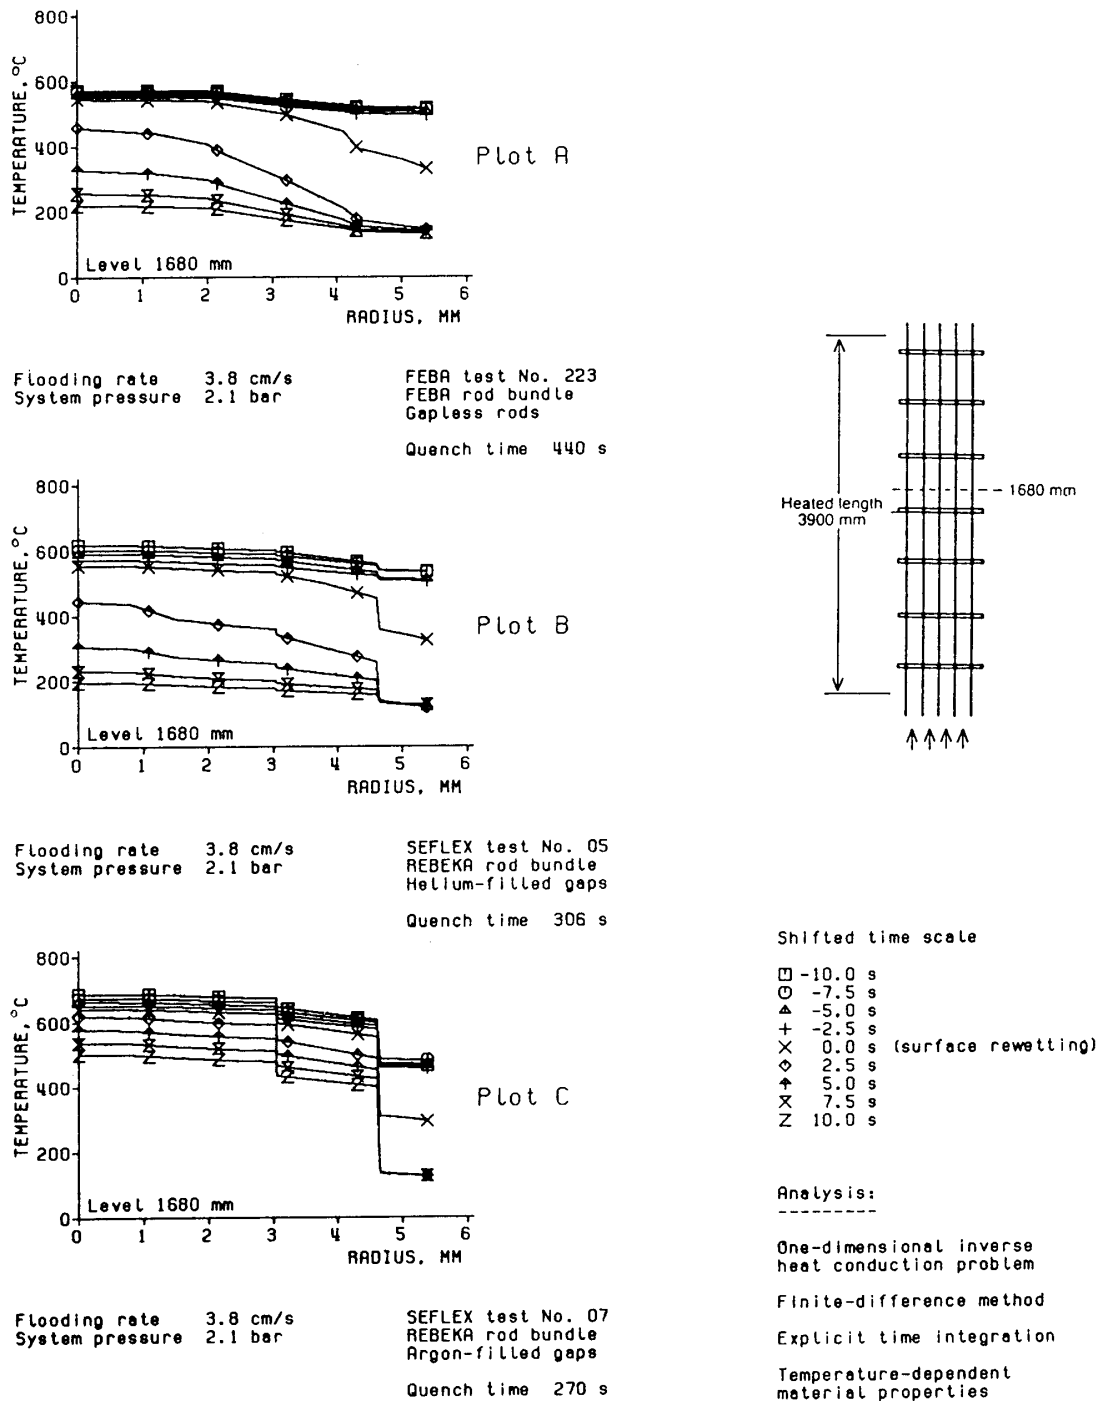 800
600
400
200
0
TEMPERATURE, °C
Plot A
Level 1680 mm
0 1 2 3 4 5 6
RADIUS, MM
Flooding rate 3.8 cm/s
System pressure 2.1 bar
FEBA test No. 223
FEBA rod bundle
Gapless rods
Quench time 440 s
800
600
400
200
0
TEMPERATURE, °C
Plot B
Level 1680 mm
0 1 2 3 4 5 6
RADIUS, MM
Flooding rate 3.8 cm/s
System pressure 2.1 bar
SEFLEX test No. 05
REBEKA rod bundle
Helium-filled gaps
Quench time 306 s
800
600
400
200
0
TEMPERATURE, °C
Plot C
Level 1680 mm
0 1 2 3 4 5 6
RADIUS, MM
Flooding rate 3.8 cm/s
System pressure 2.1 bar
SEFLEX test No. 07
REBEKA rod bundle
Argon-filled gaps
Quench time 270 s
Heated length
3900 mm
1680 mm
Shifted time scale
-10.0 s
-7.5 s
-5.0 s
-2.5 s
0.0 s (surface rewetting)
2.5 s
5.0 s
7.5 s
10.0 s
Analysis:
One-dimensional inverse
heat conduction problem
Finite-difference method
Explicit time integration
Temperature-dependent
material properties